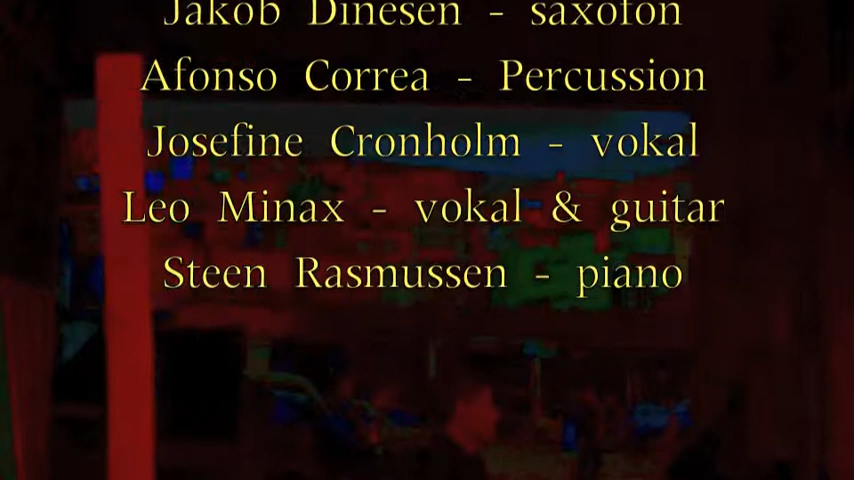 Jakob Dinesen - saxofon
Afonso Correa - Percussion
Josefine Cronholm - vokal
Leo Minax - vokal & guitar
Steen Rasmussen - piano